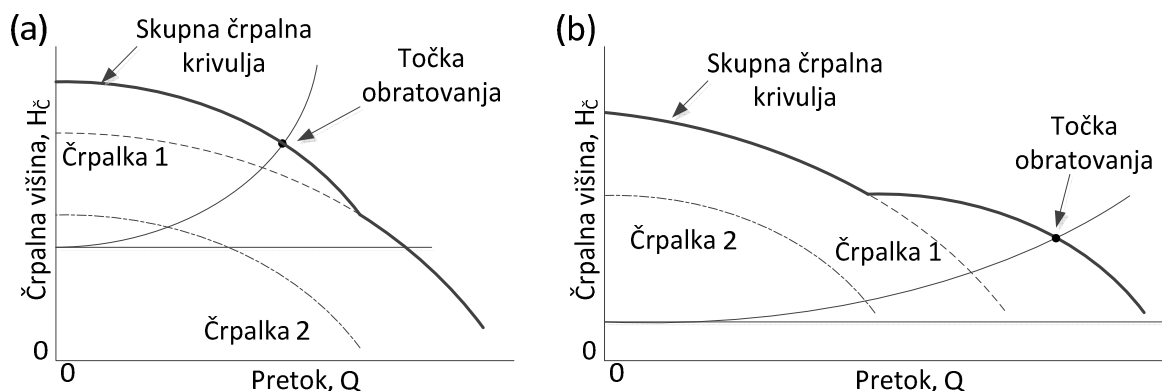 (a)
Skupna črpalna
krivulja
Točka
obratovanja
Črpalna višina, HČ
Črpalka 1
Črpalka 2
0
0
Pretok, Q
(b)
Skupna črpalna
krivulja
Točka
obratovanja
Črpalna višina, HČ
Črpalka 2
Črpalka 1
0
0
Pretok, Q